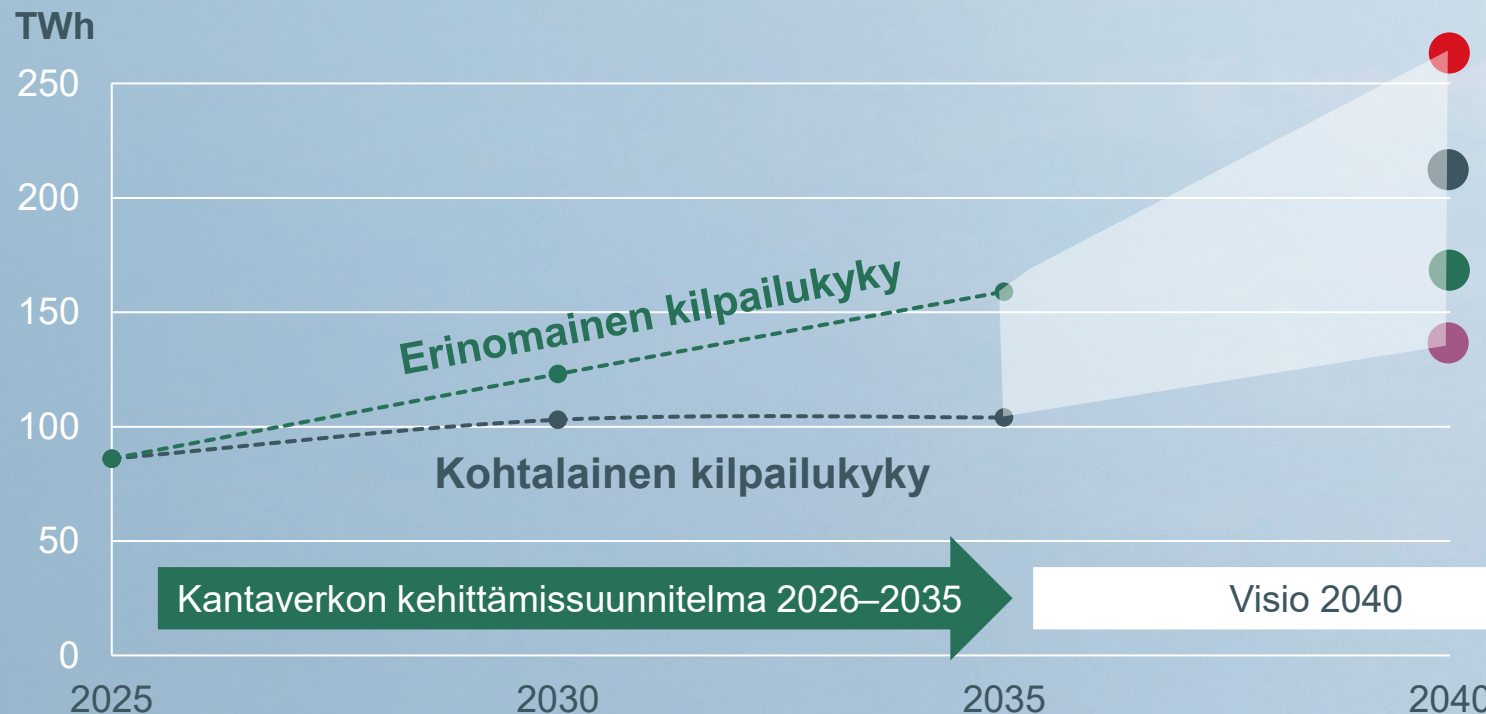 TWh
250
200
150
100
50
0
Erinomainen kilpailukyky
Kohtalainen kilpailukyky
Kantaverkon kehittämissuunnitelma 2026–2035
Visio 2040
2025
2030
2035
2040